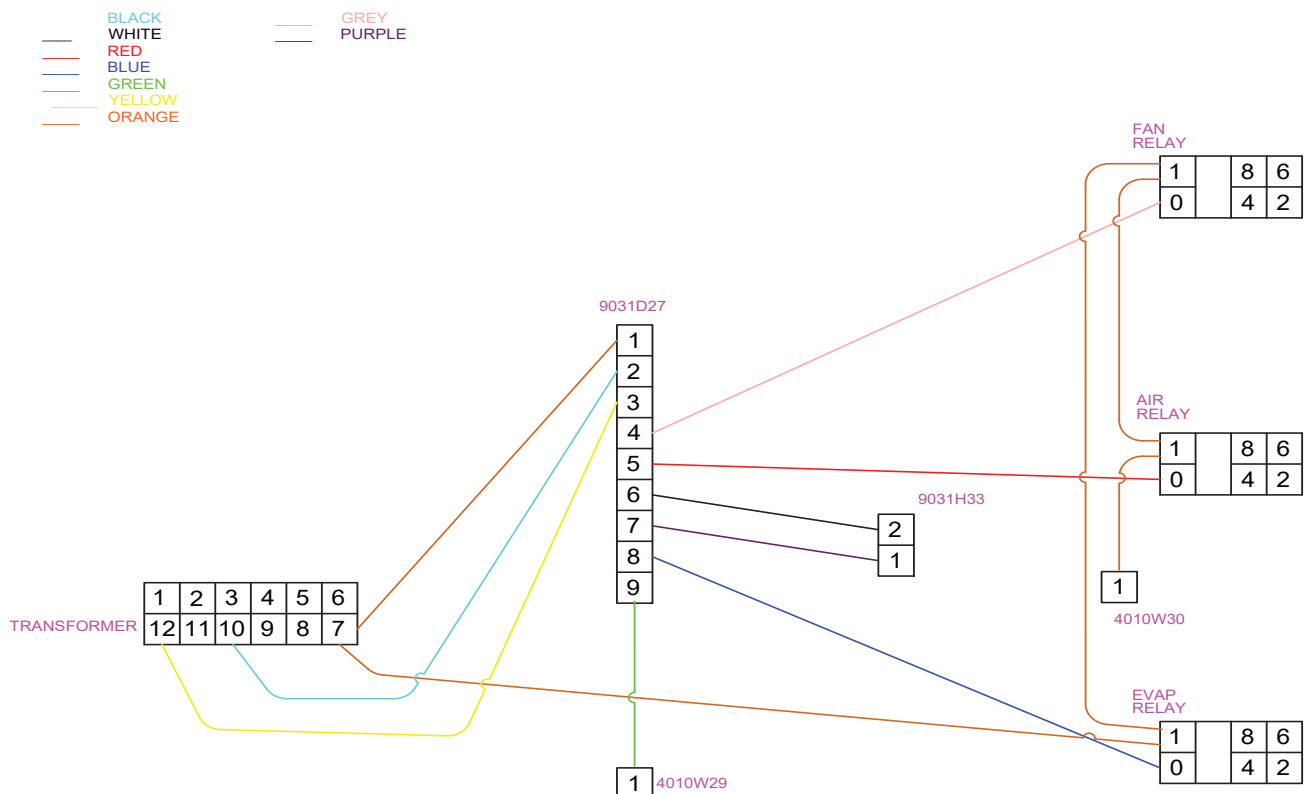 BLACK
WHITE
RED
BLUE
GREEN
YELLOW
ORANGE
GREY
PURPLE
FAN
RELAY
1 8 6
0 4 2
9031D27
1
2
3
4
5
6
7
8
9
AIR
RELAY
1 8 6
0 4 2
9031H33
2
1
1
4010W30
1 2 3 4 5 6
TRANSFORMER 12 11 10 9 8 7
EVAP
RELAY
1 8 6
0 4 2
1 4010W29